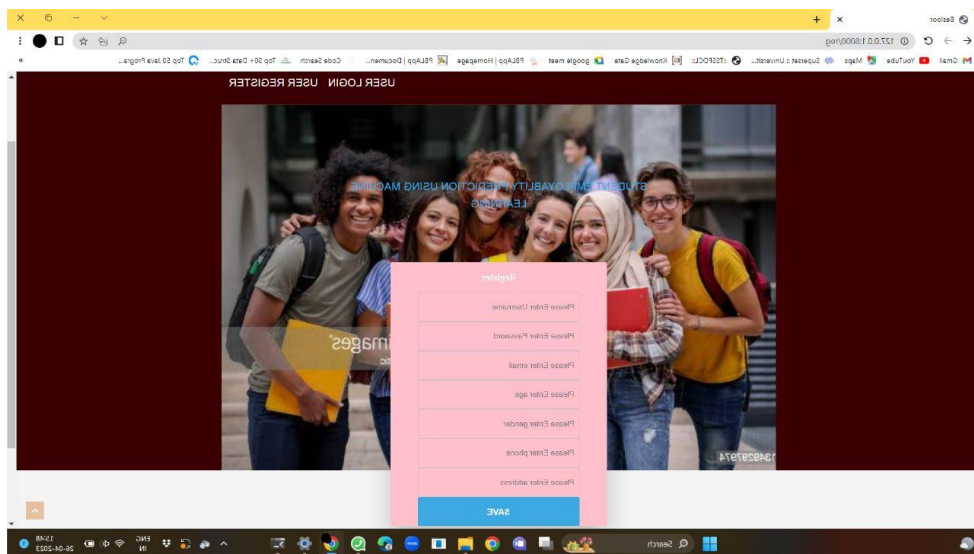 127.0.0.1:8000/reg/
Gmail YouTube Maps Superset :: Universit... Knowledge Gate google meet PBLApp | Homepage PBLApp | Documen... Code Search Top 50+ Data Struc... Top 50 Java Progra... »
USER LOGIN USER REGISTER
STUDENT EMPLOYABLITY PREDICTION USING MACHINE
LEARNING
Register
Please Enter Username
Please Enter Password
Please Enter email
Please Enter age
Please Enter gender
Please Enter phone
Please Enter address
SAVE
images®
tic
1349297974
Search
ENG
IN
15:48
26-04-2023